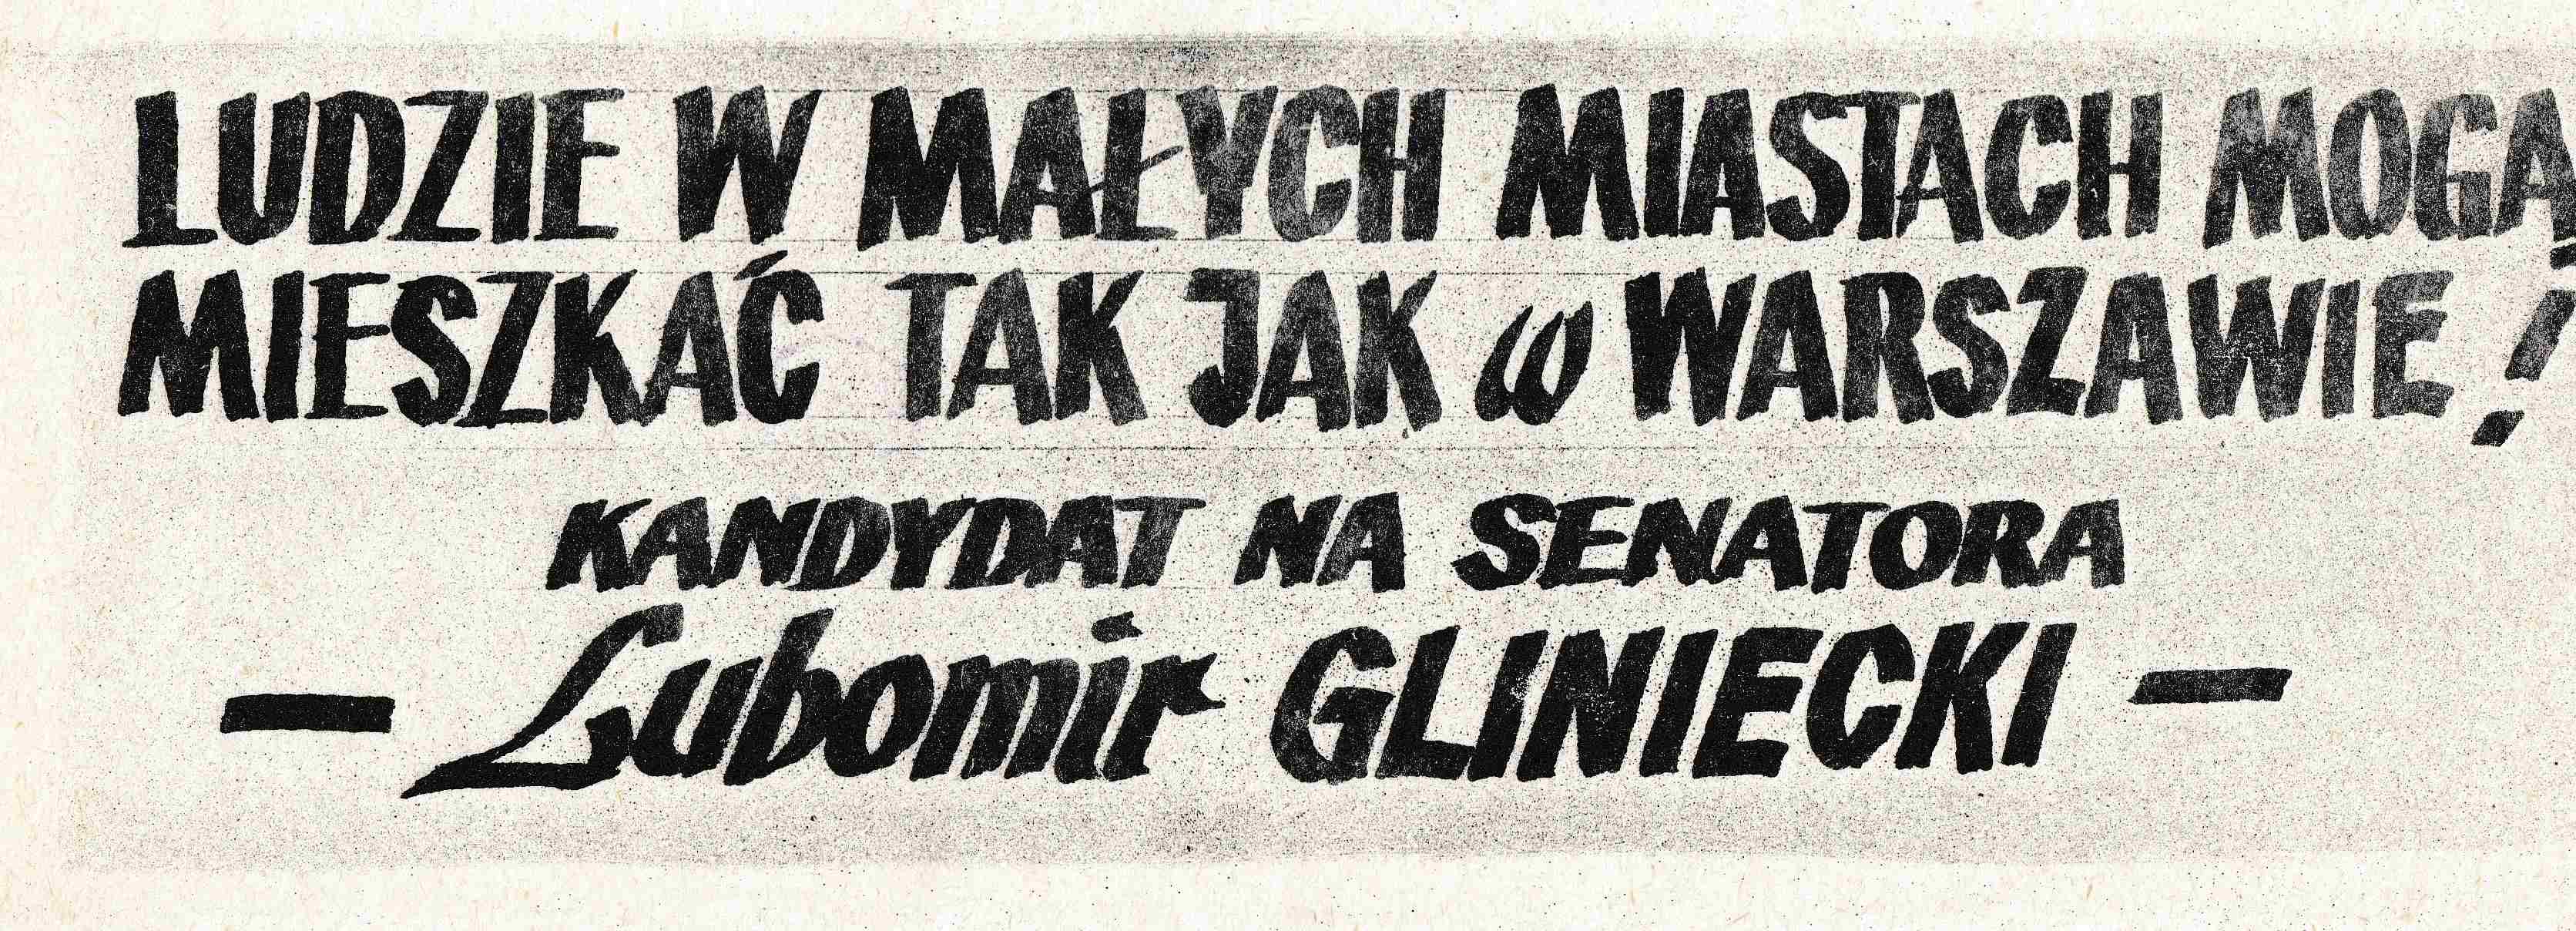 LUDZIE W MAŁYCH MIASTACH MOGĄ
MIESZKAĆ TAK JAK w WARSZAWIE!
KANDYDAT NA SENATORA
— Lubomir GLINIECKI —